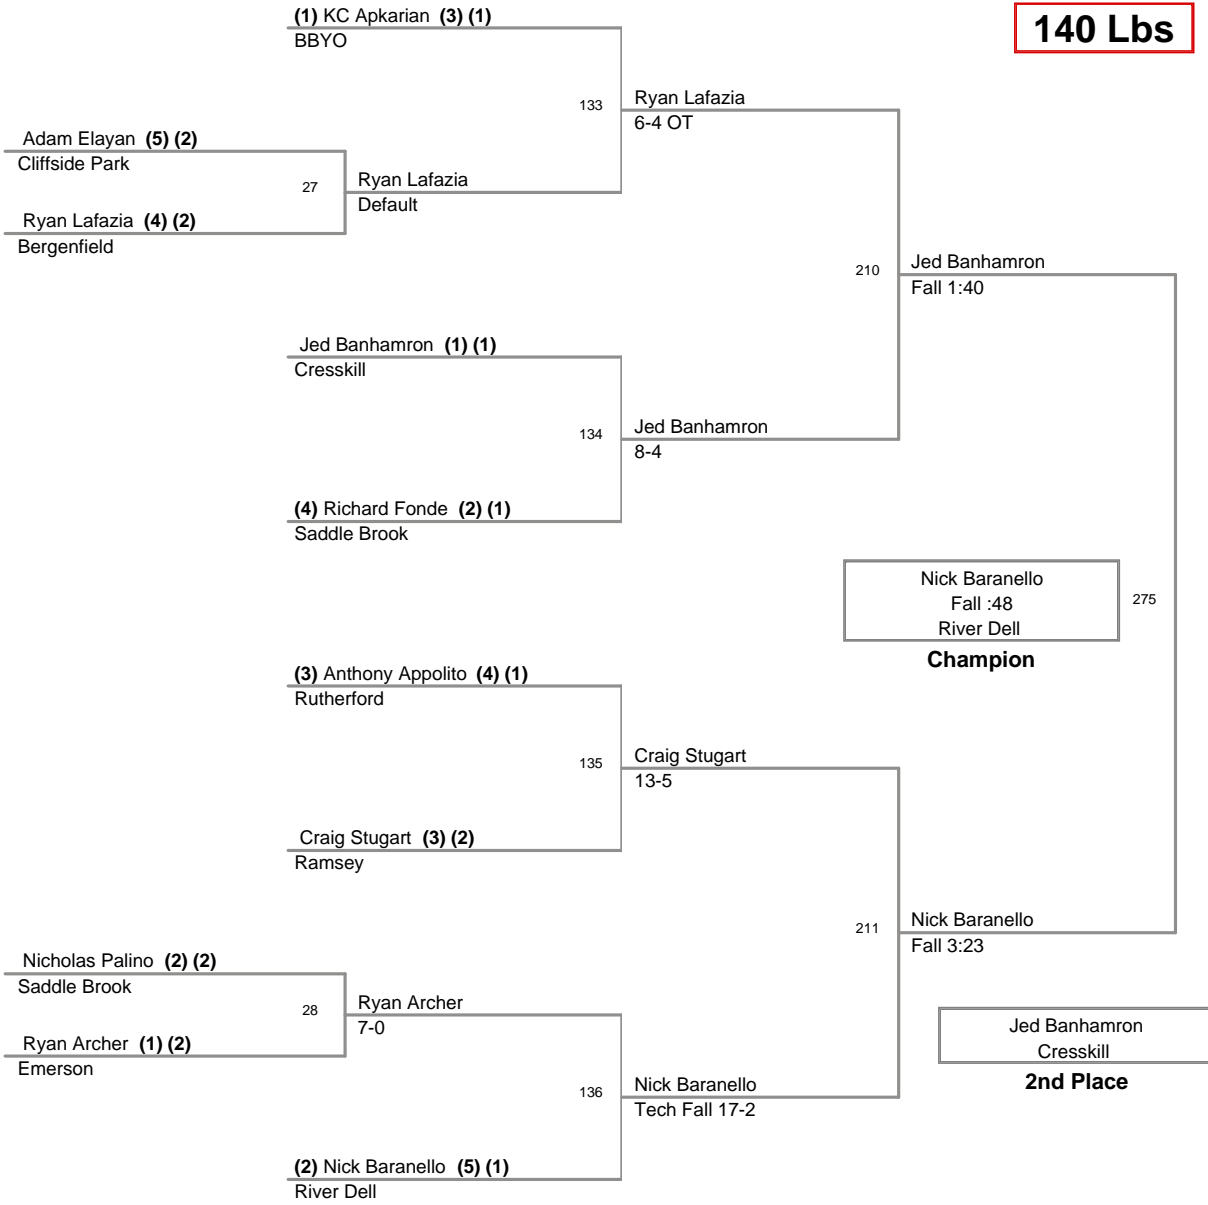 (1) KC Apkarian (3) (1)
BBYO
140 Lbs
133
Ryan Lafazia
6-4 OT
Adam Elayan (5) (2)
Cliffside Park
27
Ryan Lafazia
Default
Ryan Lafazia (4) (2)
Bergenfield
210
Jed Banhamron
Fall 1:40
Jed Banhamron (1) (1)
Cresskill
134
Jed Banhamron
8-4
(4) Richard Fonde (2) (1)
Saddle Brook
Nick Baranello
Fall :48
River Dell
Champion
275
(3) Anthony Appolito (4) (1)
Rutherford
135
Craig Stugart
13-5
Craig Stugart (3) (2)
Ramsey
211
Nick Baranello
Fall 3:23
Nicholas Palino (2) (2)
Saddle Brook
28
Ryan Archer
7-0
Ryan Archer (1) (2)
Emerson
Jed Banhamron
Cresskill
2nd Place
136
Nick Baranello
Tech Fall 17-2
(2) Nick Baranello (5) (1)
River Dell